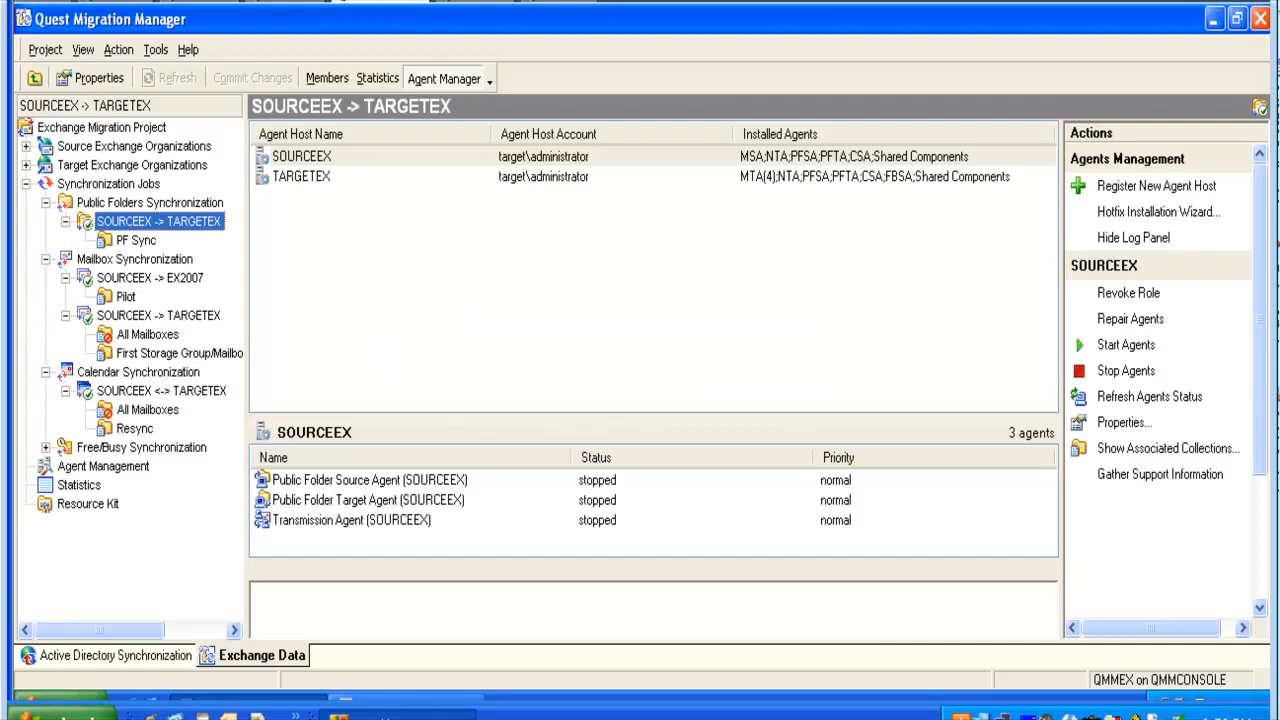 Quest Migration Manager
Project View Action Tools Help
Properties Refresh Commit Changes Members Statistics Agent Manager
SOURCEEX -> TARGETEX
Exchange Migration Project
Source Exchange Organizations
Target Exchange Organizations
Synchronization Jobs
Public Folders Synchronization
SOURCEEX -> TARGETEX
PF Sync
Mailbox Synchronization
SOURCEEX -> EX2007
Pilot
SOURCEEX -> TARGETEX
All Mailboxes
First Storage Group/Mailbo
Calendar Synchronization
SOURCEEX <-> TARGETEX
All Mailboxes
Resync
Free/Busy Synchronization
Agent Management
Statistics
Resource Kit
SOURCEEX -> TARGETEX
Agent Host Name Agent Host Account Installed Agents
SOURCEEX target\administrator MSA;NTA;PFSA;PFTA;CSA;Shared Components
TARGETEX target\administrator MTA(4);NTA;PFSA;PFTA;CSA;FBSA;Shared Components
SOURCEEX 3 agents
Name Status Priority
Public Folder Source Agent (SOURCEEX) stopped normal
Public Folder Target Agent (SOURCEEX) stopped normal
Transmission Agent (SOURCEEX) stopped normal
Actions
Agents Management
Register New Agent Host
Hotfix Installation Wizard...
Hide Log Panel
SOURCEEX
Revoke Role
Repair Agents
Start Agents
Stop Agents
Refresh Agents Status
Properties...
Show Associated Collections...
Gather Support Information
Active Directory Synchronization Exchange Data
QMMEX on QMMCONSOLE